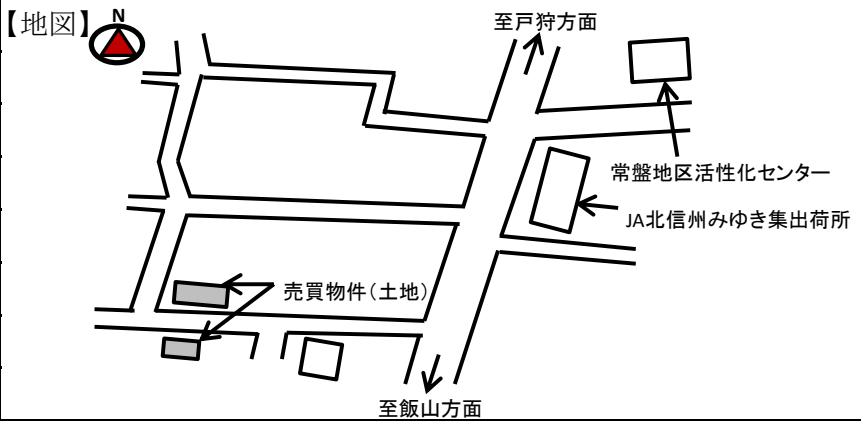 【地図】
N
至戸狩方面
常盤地区活性化センター
JA北信州みゆき集出荷所
売買物件(土地)
至飯山方面